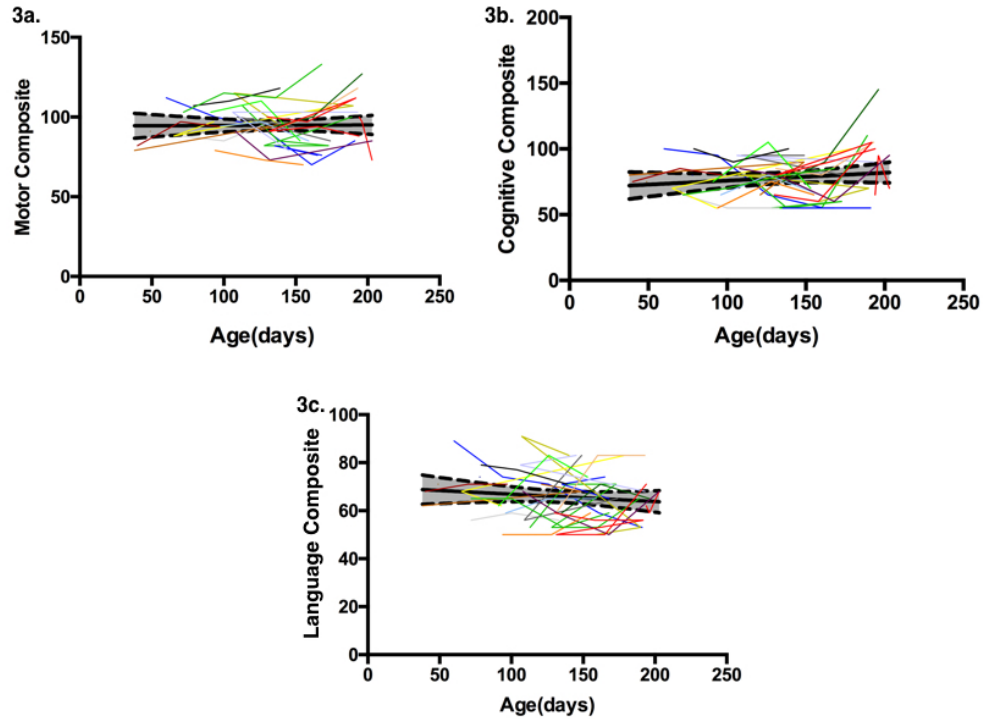 3a.
150
100
50
0
Motor Composite
0 50 100 150 200 250
Age(days)
3b.
200
150
100
50
0
Cognitive Composite
0 50 100 150 200 250
Age(days)
3c.
100
80
60
40
20
0
Language Composite
0 50 100 150 200 250
Age(days)